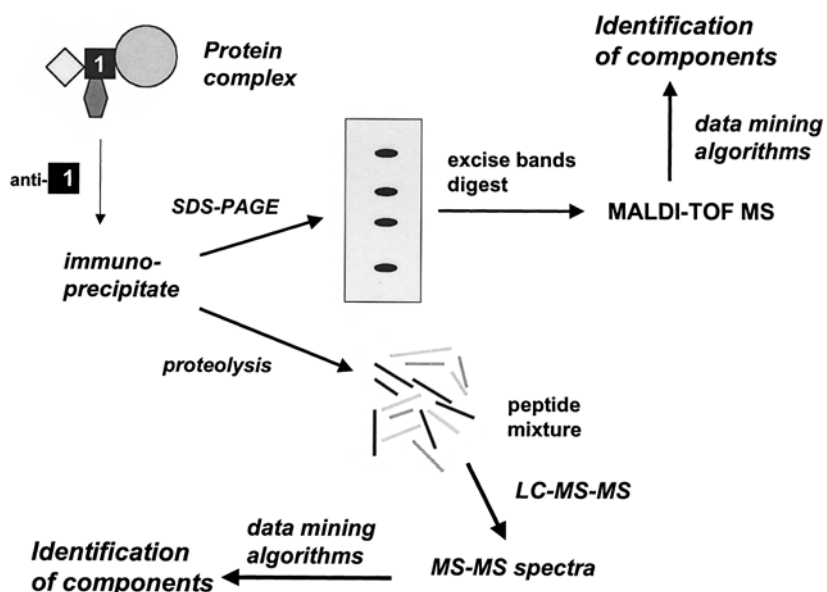 Protein
complex
1
anti-1
immuno-
precipitate
SDS-PAGE
excise bands
digest
MALDI-TOF MS
data mining
algorithms
Identification
of components
proteolysis
peptide
mixture
LC-MS-MS
MS-MS spectra
data mining
algorithms
Identification
of components